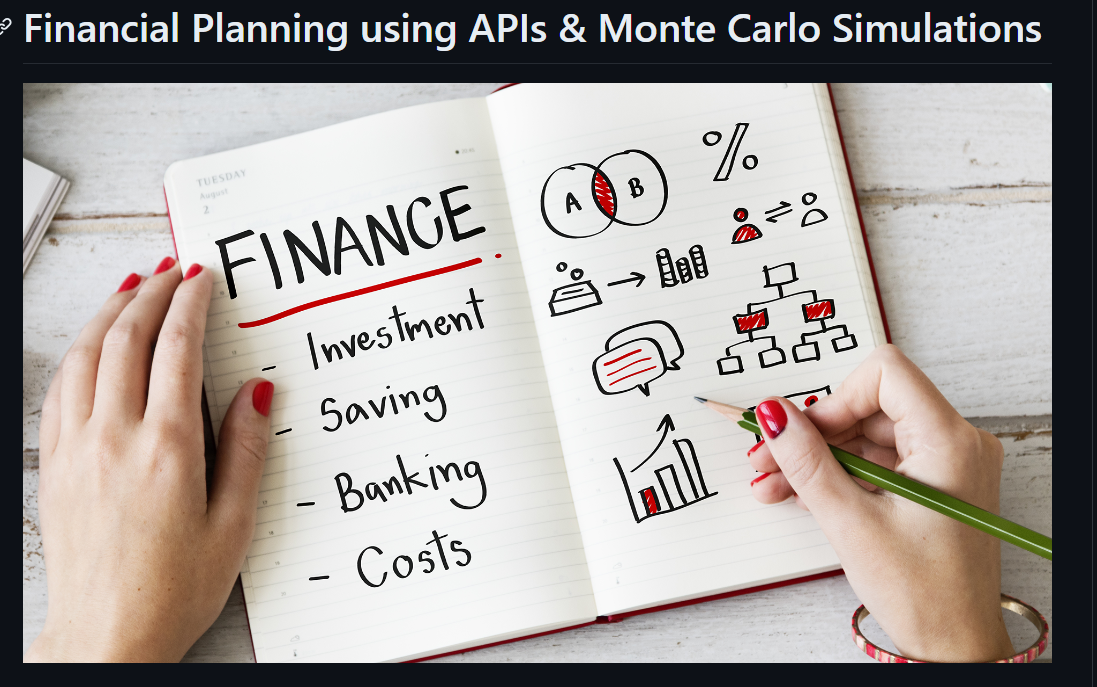 Financial Planning using APIs & Monte Carlo Simulations
TUESDAY
August
2
FINANCE.
- Investment
- Saving
- Banking
- Costs
A B
%